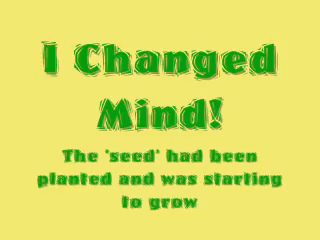 I Changed
Mind!
The 'seed' had been
planted and was starting
to grow